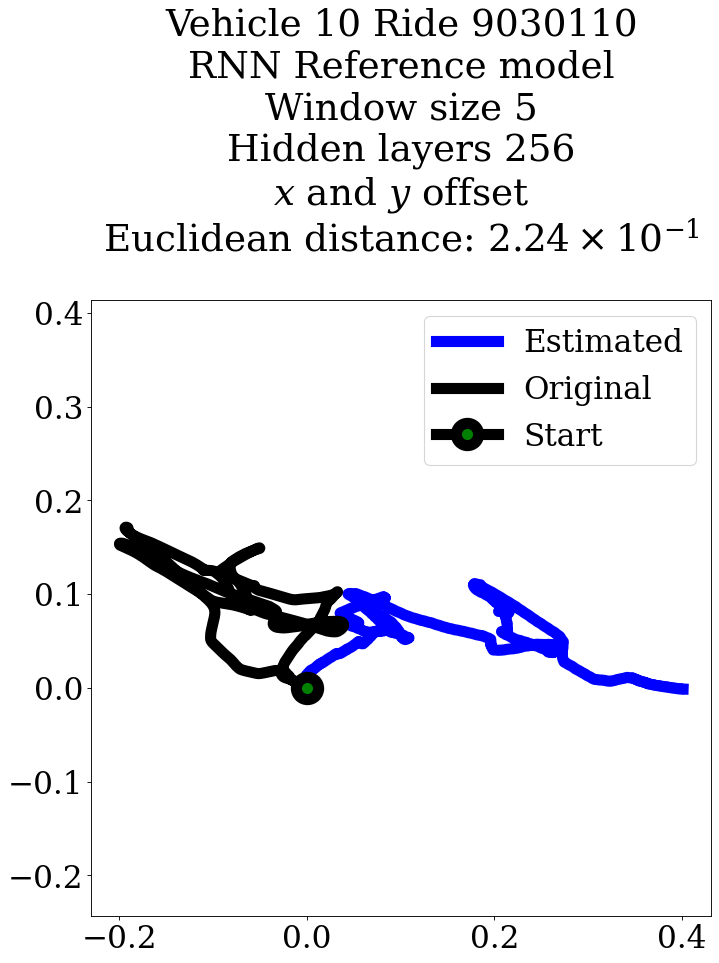 Vehicle 10 Ride 9030110
RNN Reference model
Window size 5
Hidden layers 256
x and y offset
Euclidean distance: 2.24 × 10⁻¹
Estimated
Original
Start
0.4
0.3
0.2
0.1
0.0
−0.1
−0.2
−0.2 0.0 0.2 0.4